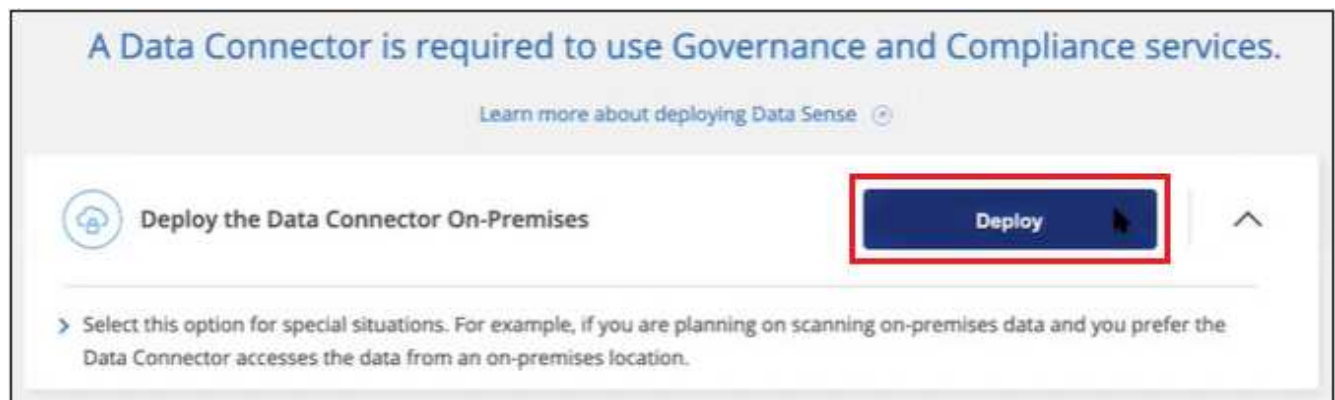 A Data Connector is required to use Governance and Compliance services.
Learn more about deploying Data Sense
Deploy the Data Connector On-Premises
Deploy
Select this option for special situations. For example, if you are planning on scanning on-premises data and you prefer the
Data Connector accesses the data from an on-premises location.